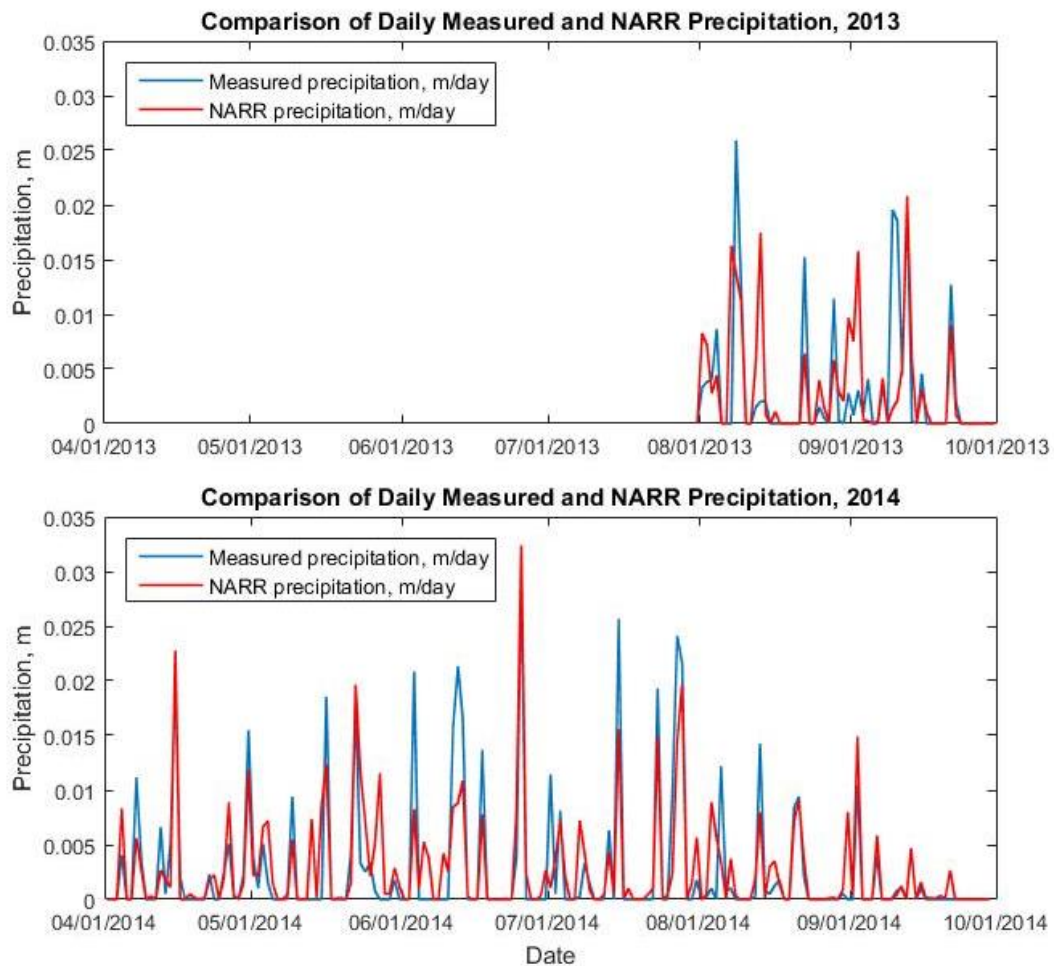 Comparison of Daily Measured and NARR Precipitation, 2013
0.035
0.03
0.025
0.02
0.015
0.01
0.005
0
Precipitation, m
Measured precipitation, m/day
NARR precipitation, m/day
04/01/2013 05/01/2013 06/01/2013 07/01/2013 08/01/2013 09/01/2013 10/01/2013
Comparison of Daily Measured and NARR Precipitation, 2014
0.035
0.03
0.025
0.02
0.015
0.01
0.005
0
Precipitation, m
Measured precipitation, m/day
NARR precipitation, m/day
04/01/2014 05/01/2014 06/01/2014 07/01/2014 08/01/2014 09/01/2014 10/01/2014
Date